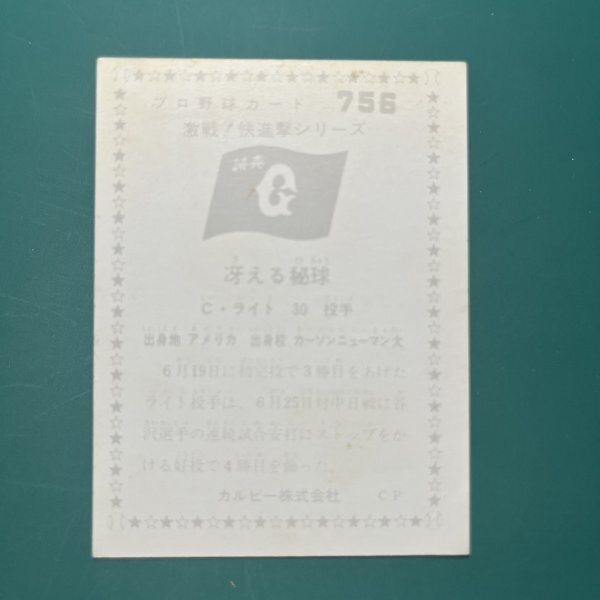 プロ野球カード 756
激戦!快進撃シリーズ
読売
G
冴える秘球
C・ライト 30 投手
出身地 アメリカ 出身校 カーソンニューマン大
6月19日に初完投で3勝目をあげた
ライト投手は、6月25日対中日戦に谷
沢選手の連続試合安打にストップをか
ける好投で4勝目を飾った。
カルビー株式会社 CP